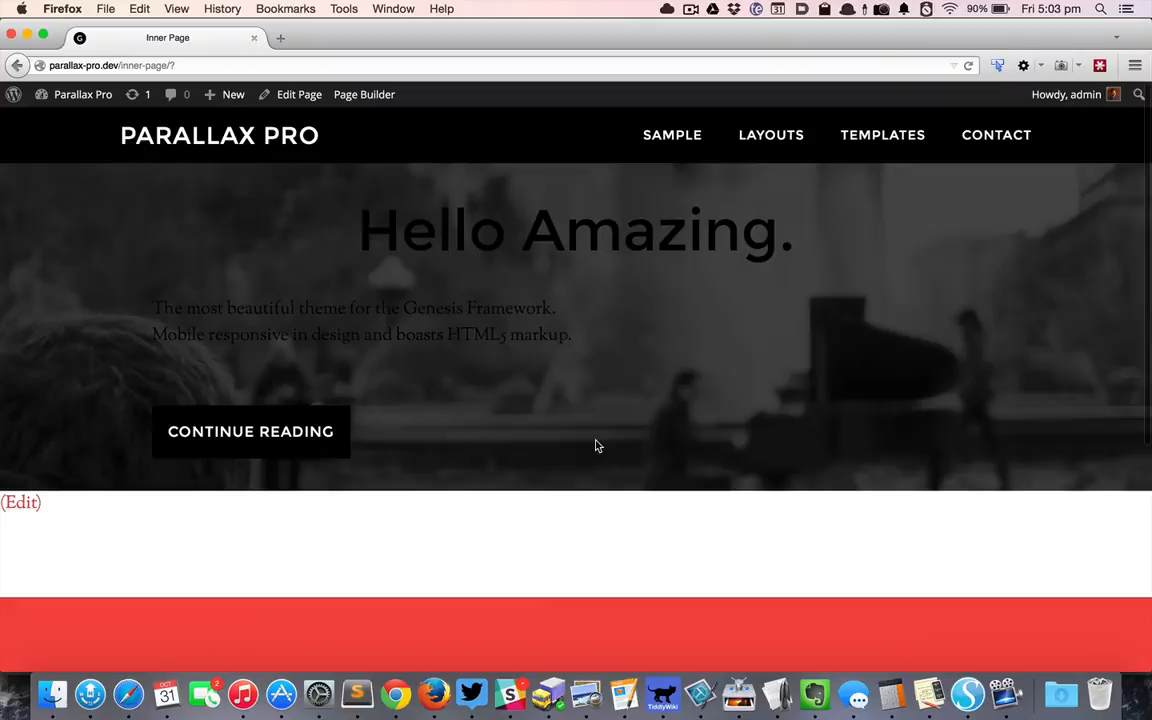 Firefox File Edit View History Bookmarks Tools Window Help 90% Fri 5:03 pm
Inner Page
parallax-pro.dev/inner-page/?
Parallax Pro 1 0 New Edit Page Page Builder Howdy, admin
PARALLAX PRO SAMPLE LAYOUTS TEMPLATES CONTACT
Hello Amazing.
The most beautiful theme for the Genesis Framework.
Mobile responsive in design and boasts HTML5 markup.
CONTINUE READING
(Edit)